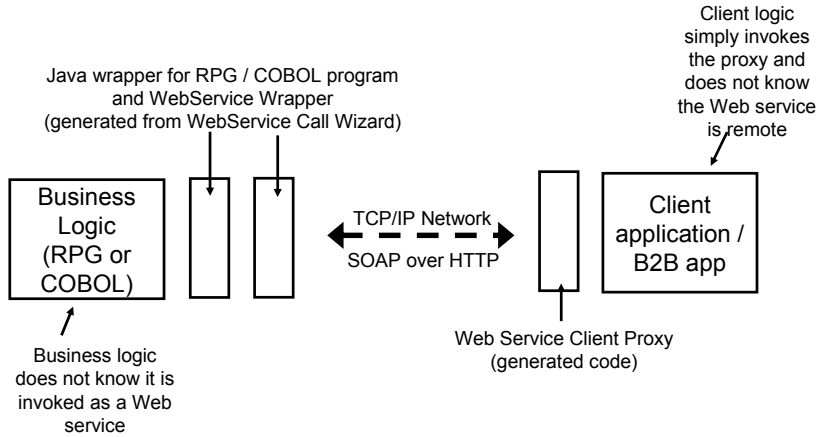 Client logic
simply invokes
the proxy and
does not know
the Web service
is remote
Java wrapper for RPG / COBOL program
and WebService Wrapper
(generated from WebService Call Wizard)
Business
Logic
(RPG or
COBOL)
TCP/IP Network
SOAP over HTTP
Client
application /
B2B app
Web Service Client Proxy
(generated code)
Business logic
does not know it is
invoked as a Web
service